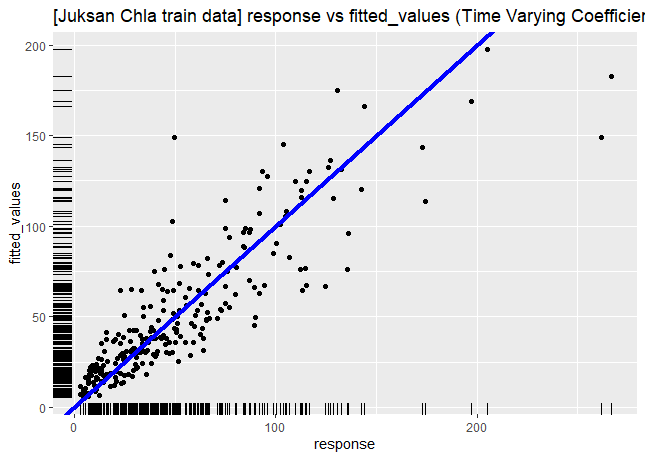 [Juksan Chla train data] response vs fitted_values (Time Varying Coefficien
200
150
100
50
0
fitted_values
0
100
200
response